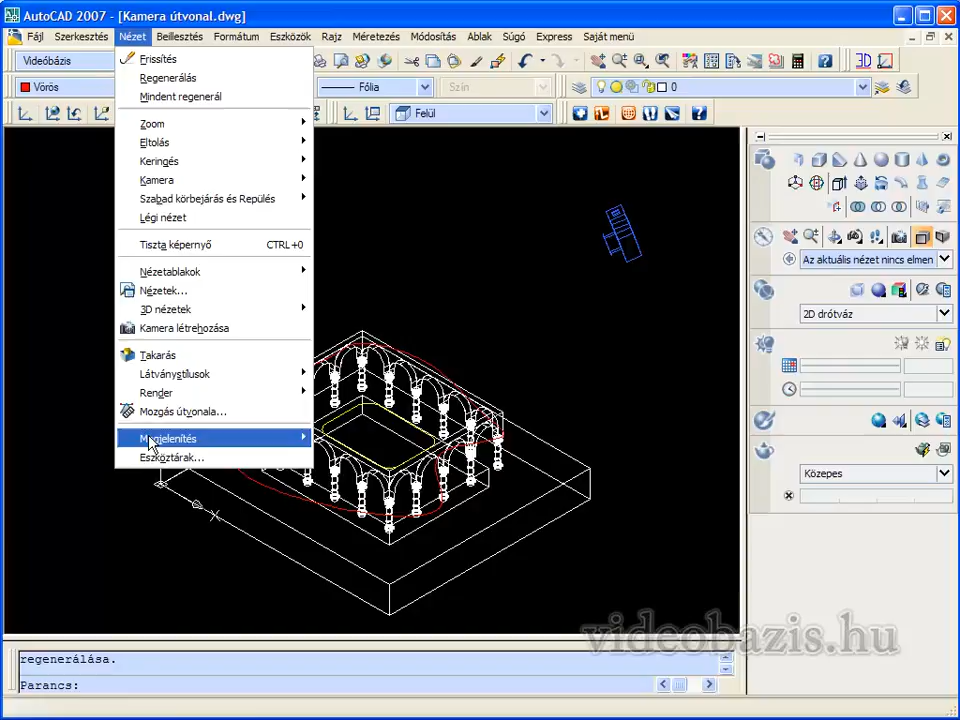 AutoCAD 2007 - [Kamera útvonal.dwg]
Fájl Szerkesztés Nézet Beillesztés Formátum Eszközök Rajz Méretezés Módosítás Ablak Súgó Express Saját menü
Videóbázis
Vörös
Fólia
Szín
0
Felül
Frissítés
Regenerálás
Mindent regenerál
Zoom
Eltolás
Keringés
Kamera
Szabad körbejárás és Repülés
Légi nézet
Tiszta képernyő CTRL+0
Nézetablakok
Nézetek...
3D nézetek
Kamera létrehozása
Takarás
Látványstílusok
Render
Mozgás útvonala...
Megjelenítés
Eszköztárak...
X
Az aktuális nézet nincs elmen
2D drótváz
Közepes
videobazis.hu
regenerálása.
Parancs: